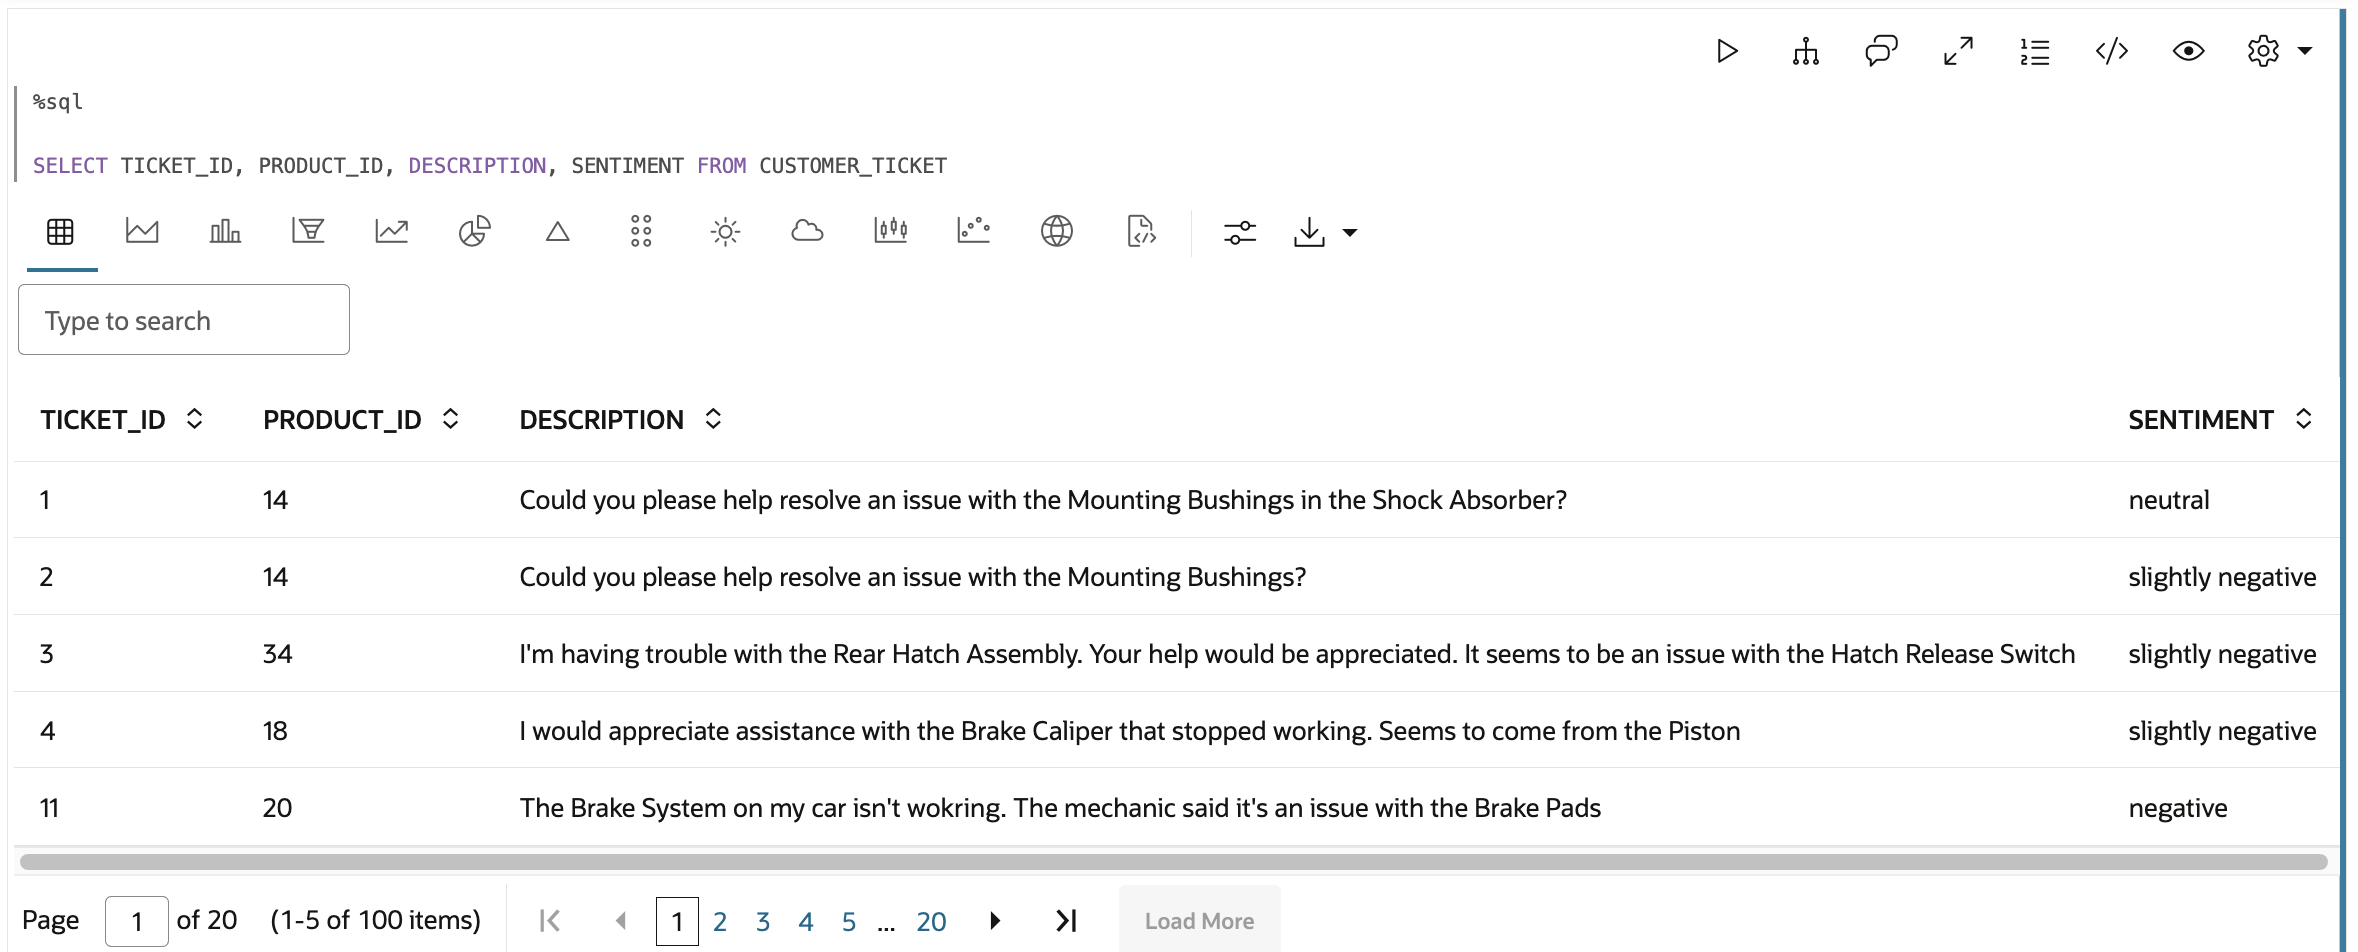 %sql
SELECT TICKET_ID, PRODUCT_ID, DESCRIPTION, SENTIMENT FROM CUSTOMER_TICKET
Type to search
TICKET_ID PRODUCT_ID DESCRIPTION SENTIMENT
1 14 Could you please help resolve an issue with the Mounting Bushings in the Shock Absorber? neutral
2 14 Could you please help resolve an issue with the Mounting Bushings? slightly negative
3 34 I'm having trouble with the Rear Hatch Assembly. Your help would be appreciated. It seems to be an issue with the Hatch Release Switch slightly negative
4 18 I would appreciate assistance with the Brake Caliper that stopped working. Seems to come from the Piston slightly negative
11 20 The Brake System on my car isn't wokring. The mechanic said it's an issue with the Brake Pads negative
Page 1 of 20 (1-5 of 100 items) 1 2 3 4 5 ... 20 Load More